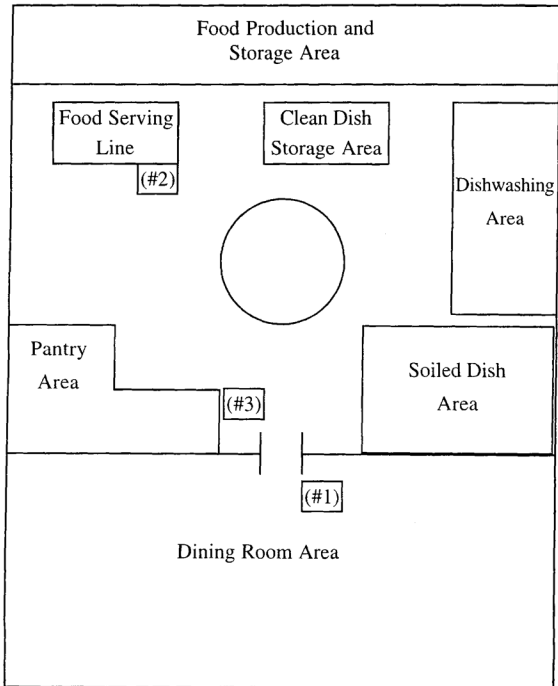 Food Production and
Storage Area
Food Serving
Line
(#2)
Clean Dish
Storage Area
Dishwashing
Area
Pantry
Area
(#3)
Soiled Dish
Area
(#1)
Dining Room Area